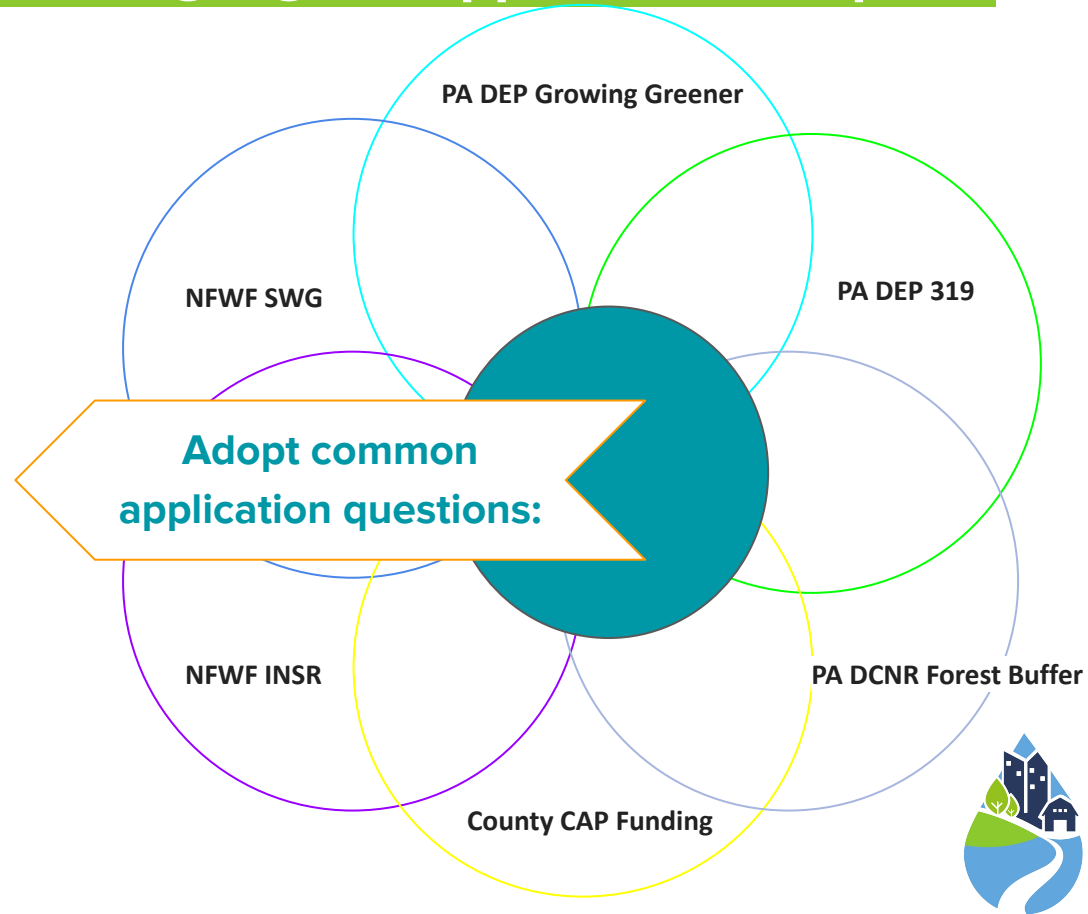 PA DEP Growing Greener
PA DEP 319
NFWF SWG
Adopt common
application questions:
NFWF INSR
PA DCNR Forest Buffer
County CAP Funding